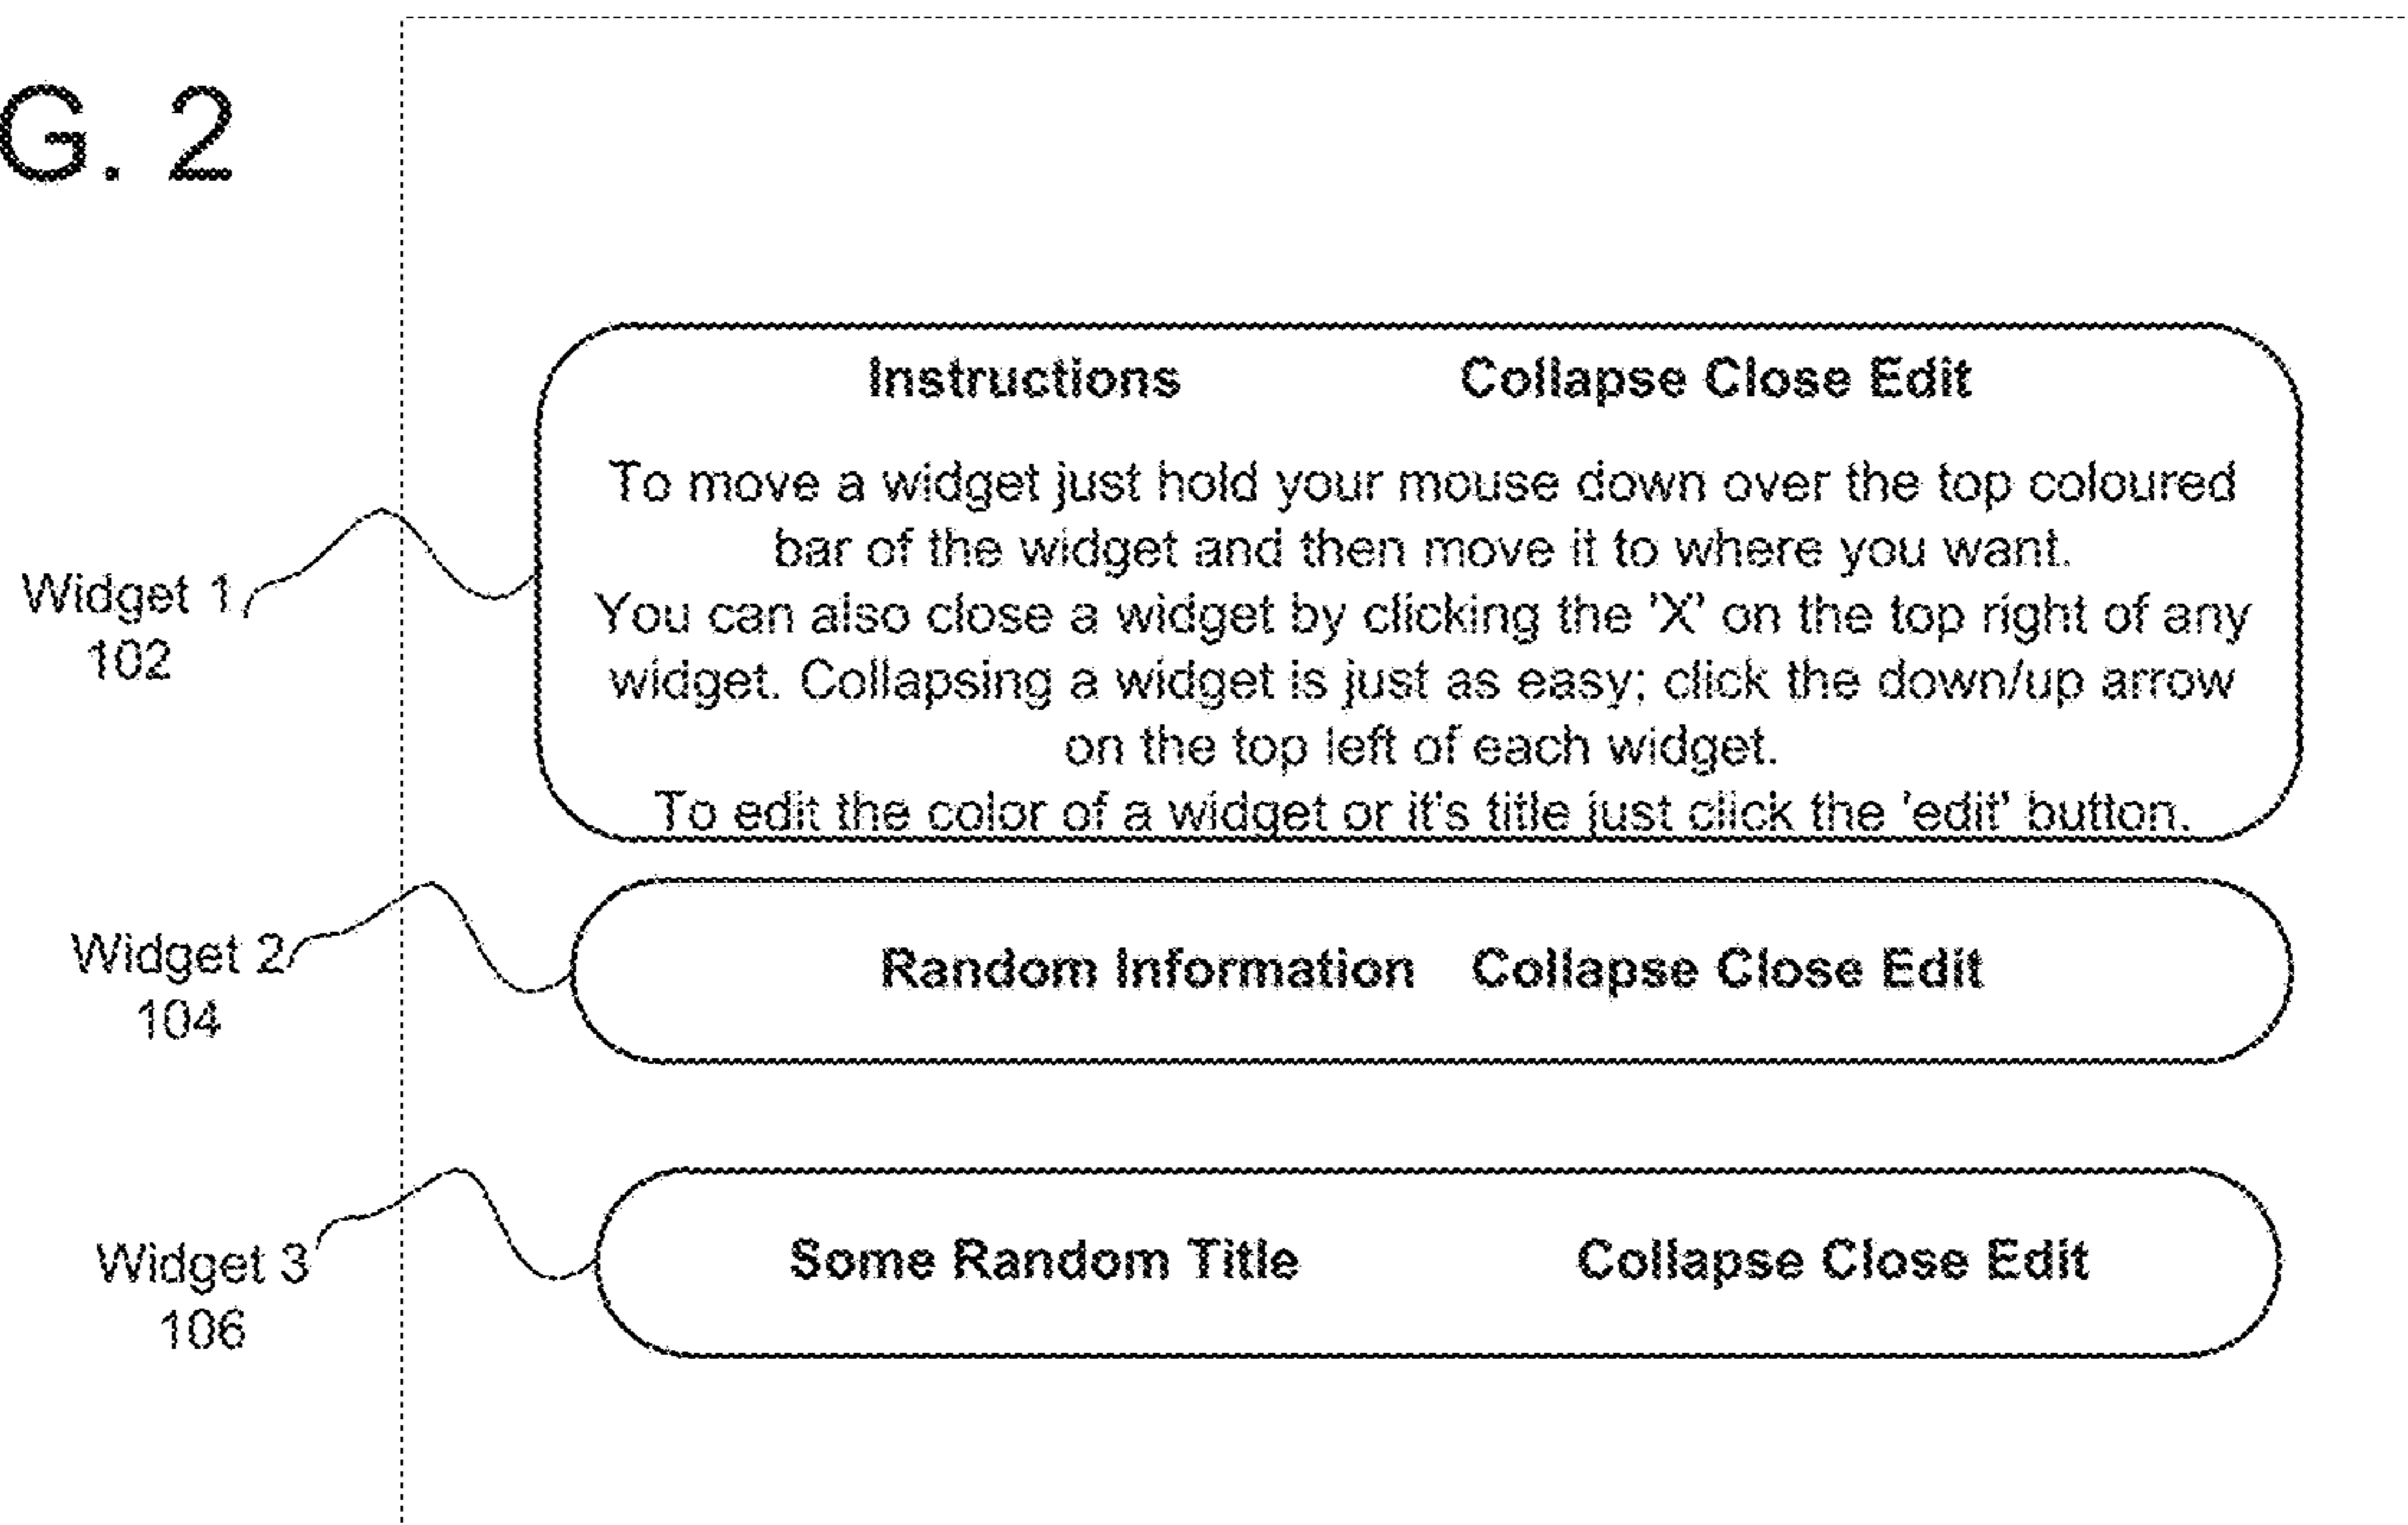 G. 2
Instructions Collapse Close Edit
To move a widget just hold your mouse down over the top coloured
bar of the widget and then move it to where you want.
You can also close a widget by clicking the 'X' on the top right of any
widget. Collapsing a widget is just as easy; click the down/up arrow
on the top left of each widget.
To edit the color of a widget or it's title just click the 'edit' button.
Widget 1
102
Random Information Collapse Close Edit
Widget 2
104
Some Random Title Collapse Close Edit
Widget 3
106